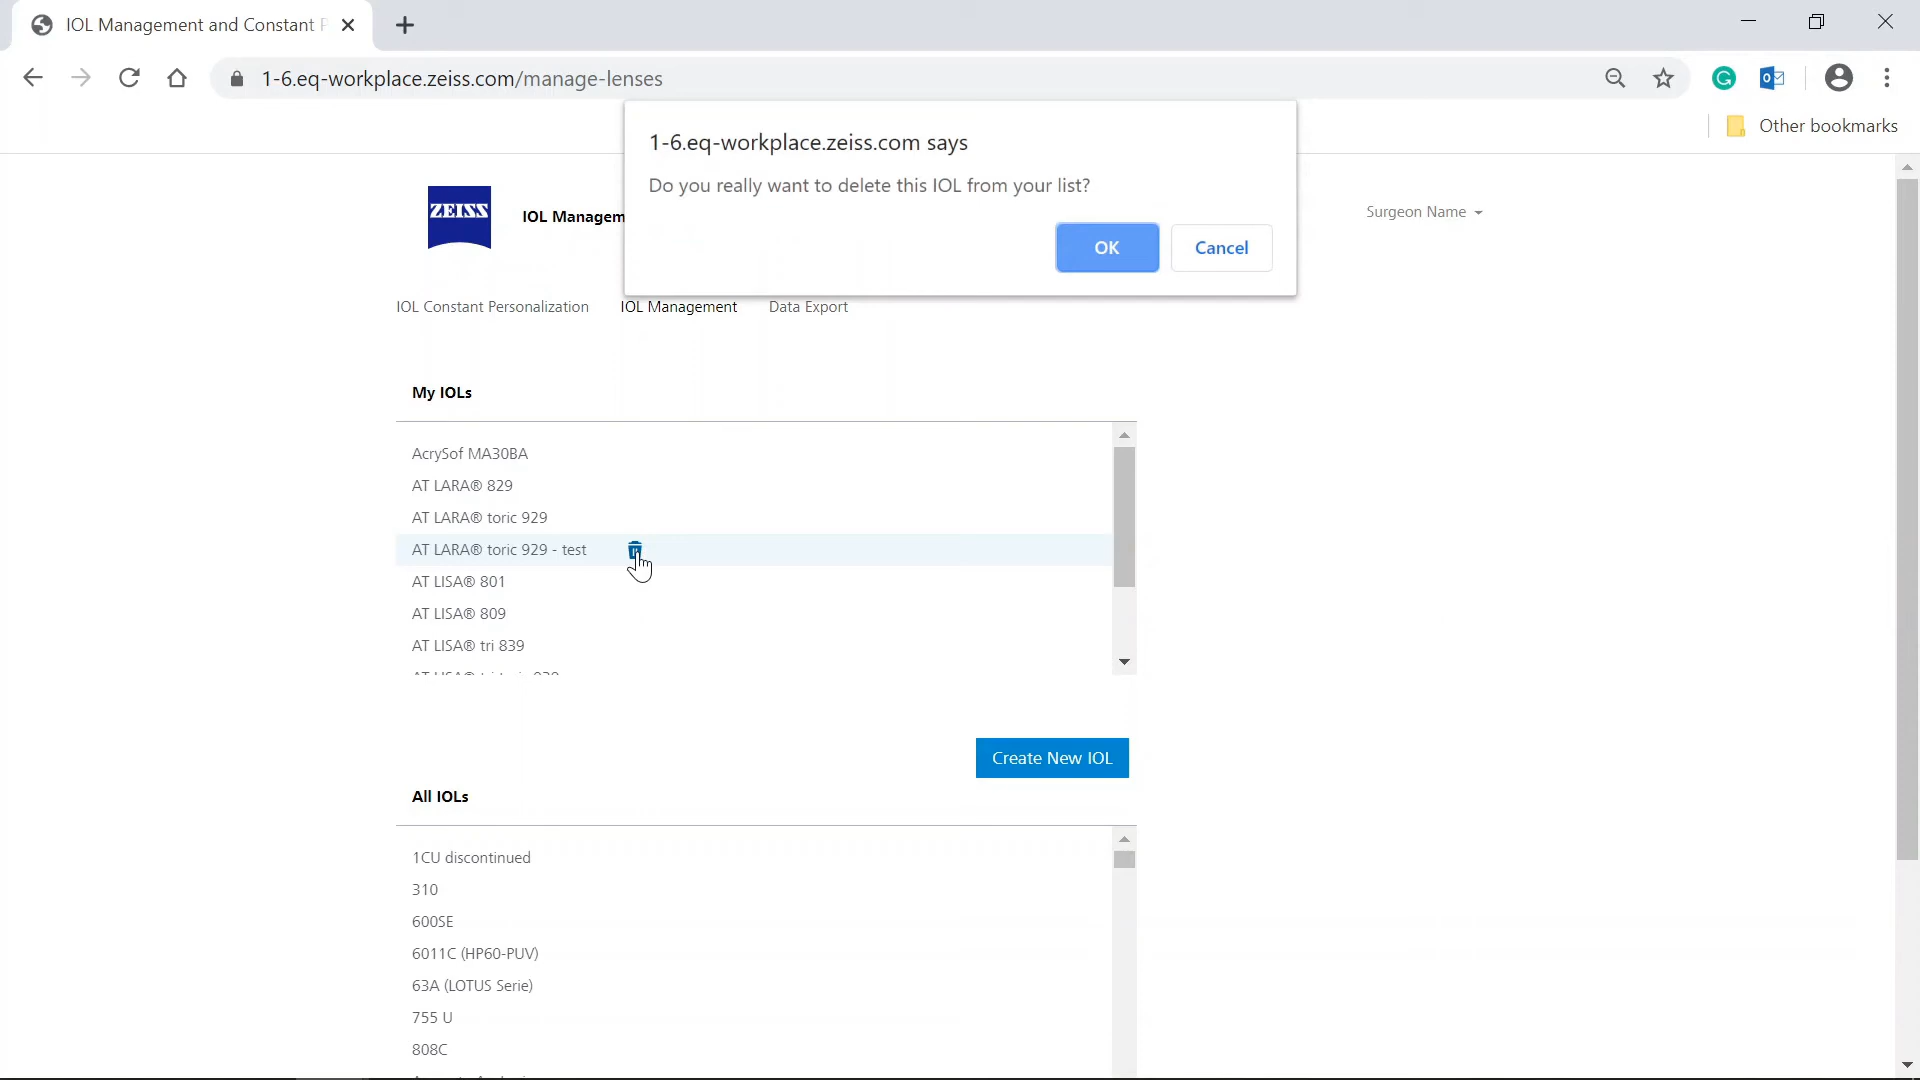 IOL Management and Constant
1-6.eq-workplace.zeiss.com/manage-lenses
Other bookmarks
1-6.eq-workplace.zeiss.com says
Do you really want to delete this IOL from your list?
OK
Cancel
ZEISS
IOL Managem
Surgeon Name
IOL Constant Personalization
IOL Management
Data Export
My IOLs
AcrySof MA30BA
AT LARA® 829
AT LARA® toric 929
AT LARA® toric 929 - test
AT LISA® 801
AT LISA® 809
AT LISA® tri 839
Create New IOL
All IOLs
1CU discontinued
310
600SE
6011C (HP60-PUV)
63A (LOTUS Serie)
755 U
808C